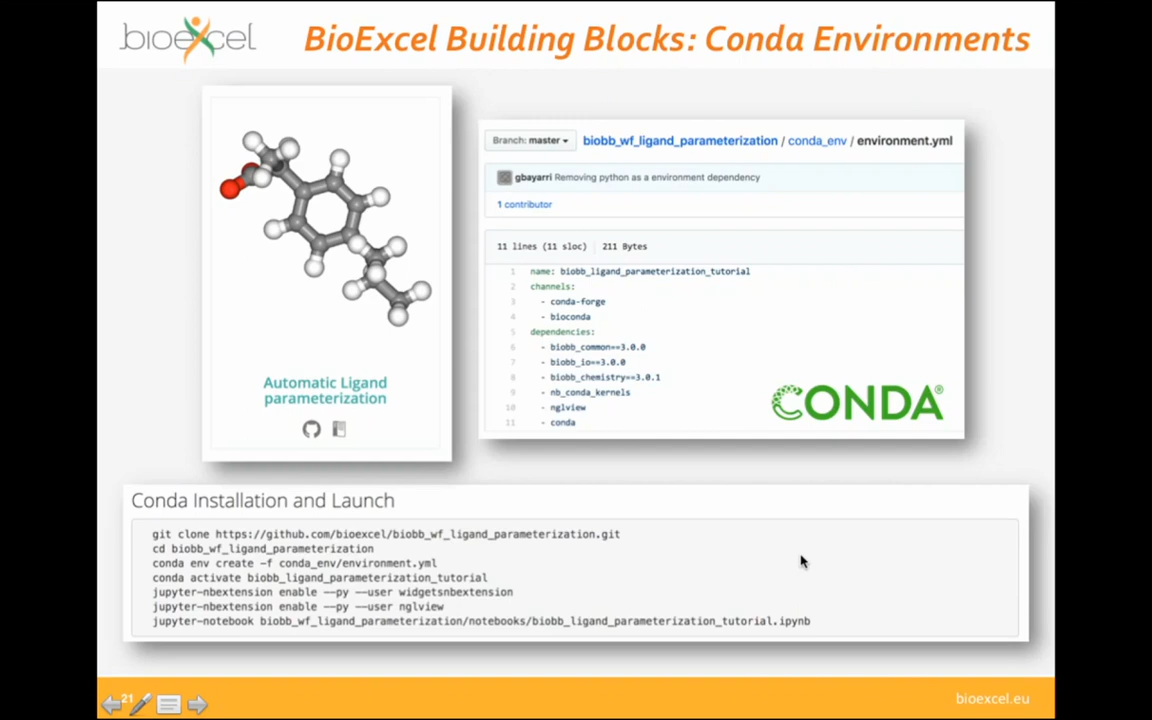 bioexcel
BioExcel Building Blocks: Conda Environments
Automatic Ligand
parameterization
Branch: master
biobb_wf_ligand_parameterization / conda_env / environment.yml
gbayarri Removing python as a environment dependency
1 contributor
11 lines (11 sloc) 211 Bytes
1 name: biobb_ligand_parameterization_tutorial
2 channels:
3 - conda-forge
4 - bioconda
5 dependencies:
6 - biobb_common==3.0.0
7 - biobb_io==3.0.0
8 - biobb_chemistry==3.0.1
9 - nb_conda_kernels
10 - nglview
11 - conda
CONDA®
Conda Installation and Launch
git clone https://github.com/bioexcel/biobb_wf_ligand_parameterization.git
cd biobb_wf_ligand_parameterization
conda env create -f conda_env/environment.yml
conda activate biobb_ligand_parameterization_tutorial
jupyter-nbextension enable --py --user widgetsnbextension
jupyter-nbextension enable --py --user nglview
jupyter-notebook biobb_wf_ligand_parameterization/notebooks/biobb_ligand_parameterization_tutorial.ipynb
21
bioexcel.eu